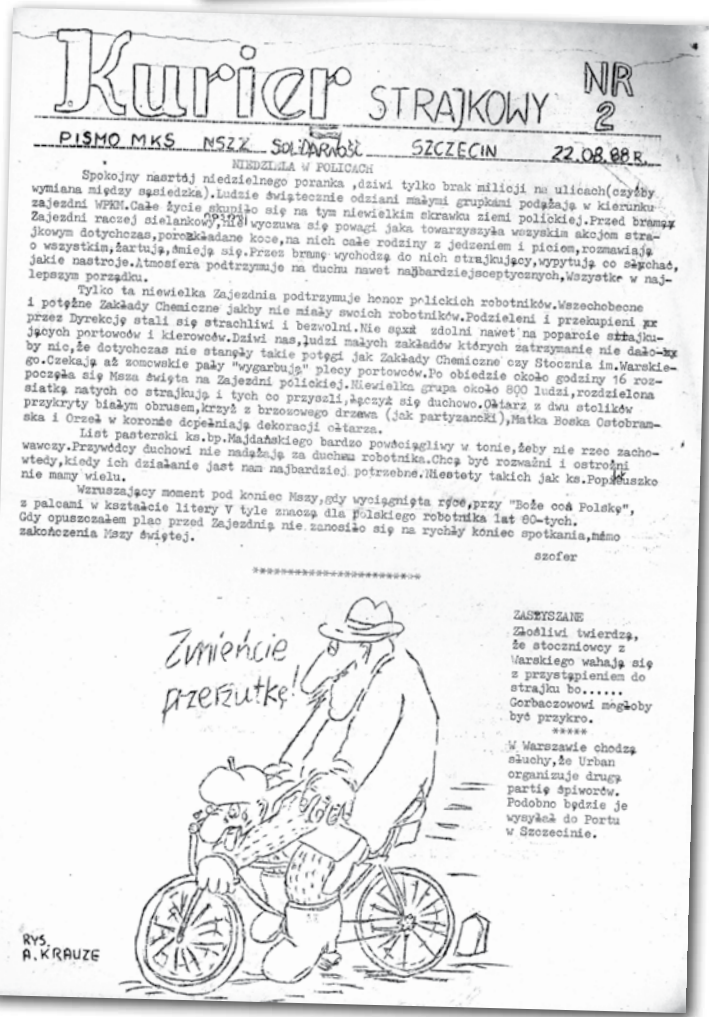 Kurier STRAJKOWY NR 2
PISMO MKS NSZZ SOLIDARNOŚĆ SZCZECIN 22.08.88R.
NIEDZIELA W POLICACH
Spokojny nasrtój niedzielnego poranka ,dziwi tylko brak milicji na ulicach(czyżby
wymiana między sąsiedzka).Ludzie świątecznie odziani małymi grupkami podążają w kierunku
zajezdni WPKM.Całe życie skupiło się na tym niewielkim skrawku ziemi polickiej.Przed bramą
Zajezdni raczej sielankowy, wyczuwa się powagi jaka towarzyszyła wszyskim akcjom stra-
jkowym dotychczas,porozkładane koce,na nich całe rodziny z jedzeniem i piciem,rozmawiają
o wszystkim,żartują,śmieją się.Przez bramę wychodzą do nich strajkujący,wypytują co słychać,
jakie nastroje.Atmosfera podtrzymuje na duchu nawet najbardziejsceptycznych,Wszystko w naj-
lepszym porządku.
Tylko ta niewielka Zajezdnia podtrzymuje honor polickich robotników.Wszechobecne
i potężne Zakłady Chemiczne jakby nie miały swoich robotników.Podzieleni i przekupieni
przez Dyrekcję stali się strachliwi i bezwolni.Nie są zdolni nawet na poparcie strajku-
jących portowców i kierowców.Dziwi nas,ludzi małych zakładów których zatrzymanie nie dało-
by nic,że dotychczas nie stanęły takie potęgi jak Zakłady Chemiczne czy Stocznia im.Warskie-
go.Czekają aż zomowskie pały "wygarbują" plecy portowców.Po obiedzie około godziny 16 roz-
poczęła się Msza święta na Zajezdni polickiej.Niewielka grupa około 800 ludzi,rozdzielona
siatką natych co strajkują i tych co przyszli,łączyż się duchowo.Ołtarz z dwu stolików
przykryty białym obrusem,krzyż z brzozowego drzewa (jak partyzancki),Matka Boska Ostobram-
ska i Orzeł w koronie dopełniają dekoracji ołtarza.
List pasterski ks.bp.Majdańskiego bardzo powściągliwy w tonie,żeby nie rzec zacho-
wawczy.Przywódcy duchowi nie nadążają za duchem robotnika.Chcą być rozważni i ostrożni
wtedy,kiedy ich działanie jast nam najbardziej potrzebne.Niestety takich jak ks.Popiełuszko
nie mamy wielu.
Wzruszający moment pod koniec Mszy,gdy wyciągnięta ręce,przy "Boże coś Polskę",
z palcami w kształcie litery V tyle znaczą dla polskiego robotnika lat 80-tych.
Gdy opuszczałem plac przed Zajezdnią nie zanosiło się na rychły koniec spotkania,mimo
zakończenia Mszy świętej.
szofer
************************
Zmieńcie
przerzutkę!
ZASŁYSZANE
Złośliwi twierdzą,
że stoczniowcy z
Warskiego wahają się
z przystąpieniem do
strajku bo......
Gorbaczowowi mogłoby
być przykro.
*****
W Warszawie chodzą
słuchy,że Urban
organizuje drugą
partię śpiworów.
Podobno będzie je
wysyłał do Portu
w Szczecinie.
RYS.
A. KRAUZE